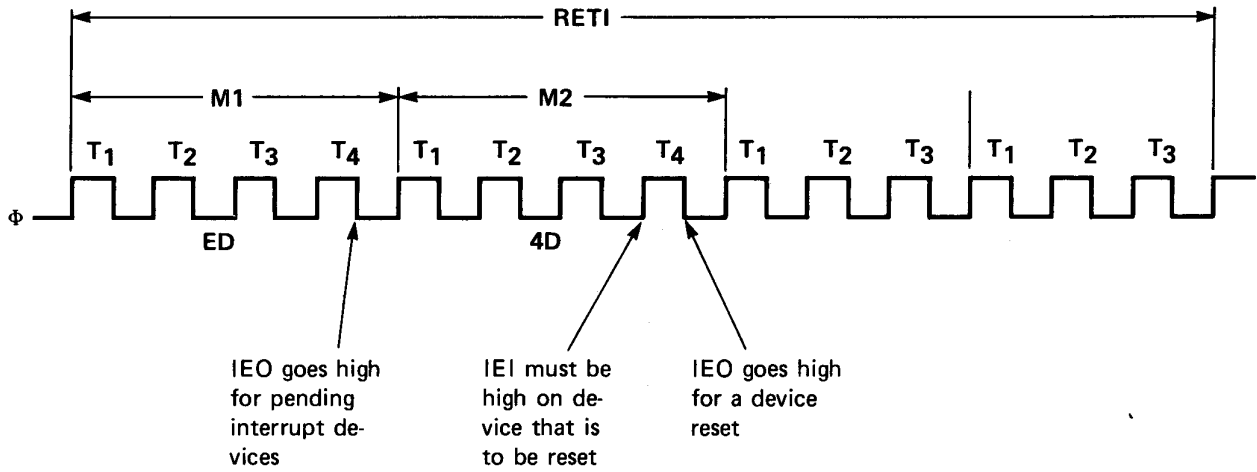 RETI
M1 M2
T1 T2 T3 T4 T1 T2 T3 T4 T1 T2 T3 T1 T2 T3
Φ
ED 4D
IEO goes high
for pending
interrupt de-
vices
IEI must be
high on de-
vice that is
to be reset
IEO goes high
for a device
reset